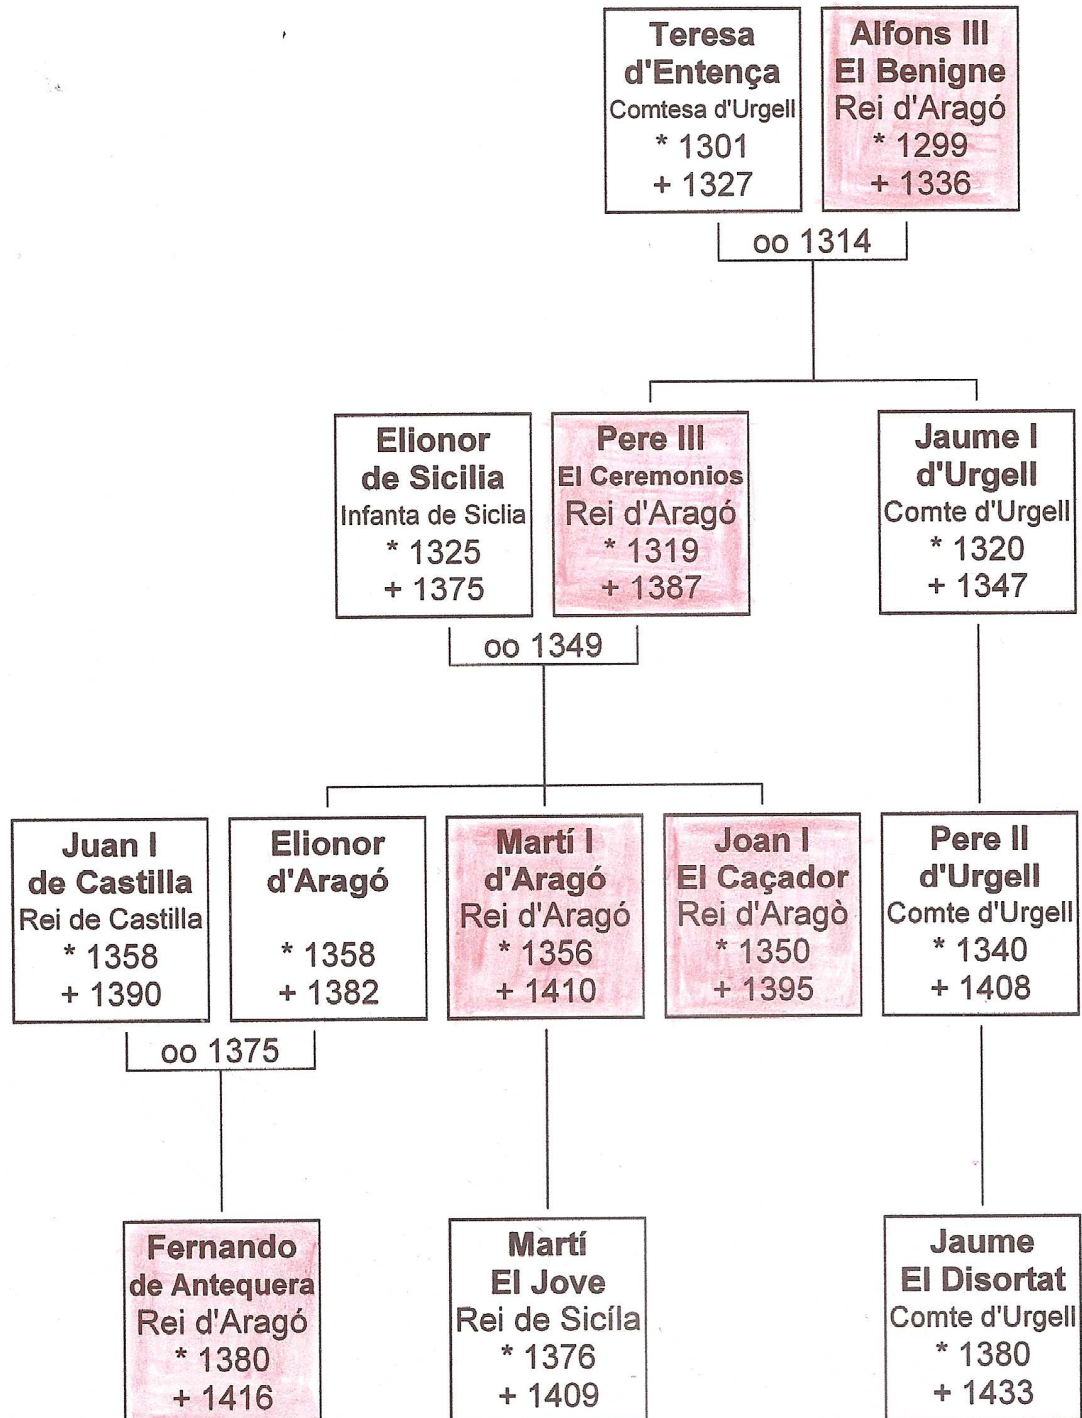 Teresa
d'Entença
Comtesa d'Urgell
* 1301
+ 1327
Alfons III
El Benigne
Rei d'Aragó
* 1299
+ 1336
oo 1314
Elionor
de Sicilia
Infanta de Siclia
* 1325
+ 1375
Pere III
El Ceremonios
Rei d'Aragó
* 1319
+ 1387
Jaume I
d'Urgell
Comte d'Urgell
* 1320
+ 1347
oo 1349
Juan I
de Castilla
Rei de Castilla
* 1358
+ 1390
Elionor
d'Aragó
* 1358
+ 1382
Martí I
d'Aragó
Rei d'Aragó
* 1356
+ 1410
Joan I
El Caçador
Rei d'Aragò
* 1350
+ 1395
Pere II
d'Urgell
Comte d'Urgell
* 1340
+ 1408
oo 1375
Fernando
de Antequera
Rei d'Aragó
* 1380
+ 1416
Martí
El Jove
Rei de Sicíla
* 1376
+ 1409
Jaume
El Disortat
Comte d'Urgell
* 1380
+ 1433